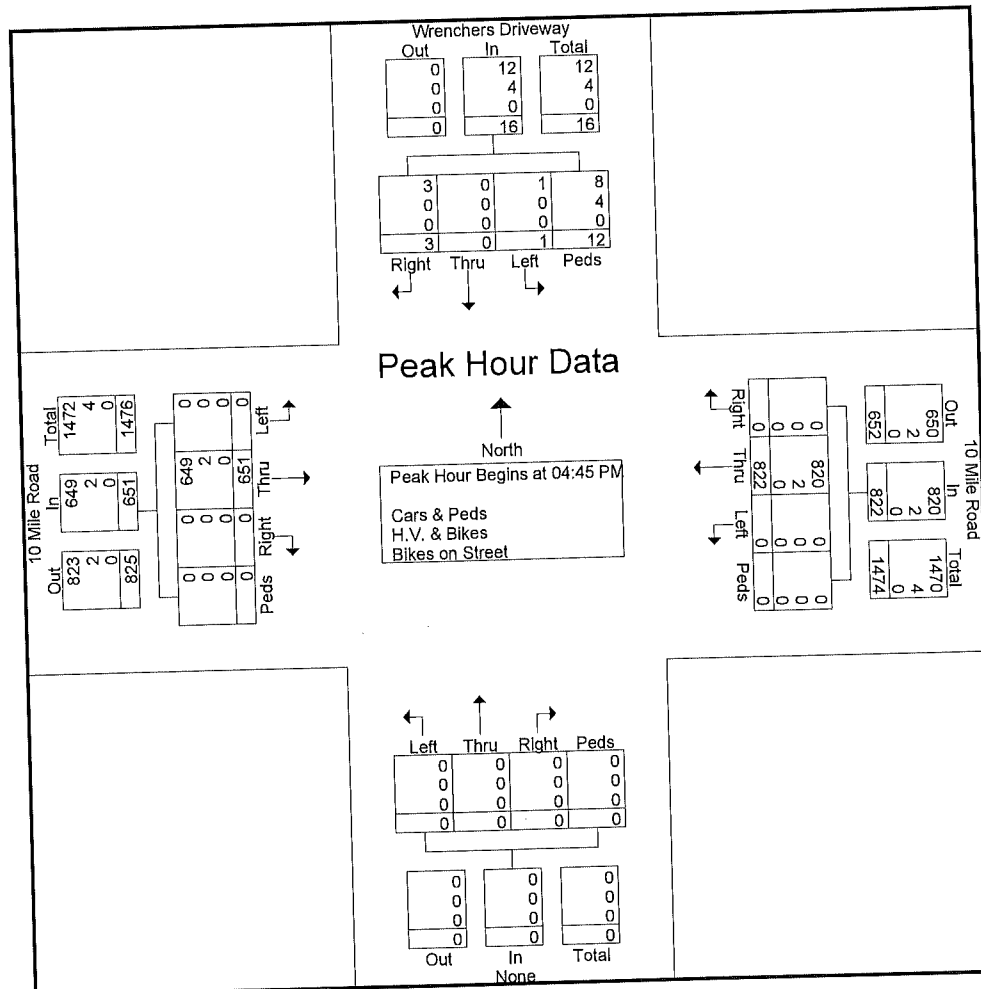 Wrenchers Driveway
Out In Total
0 12 12
0 4 4
0 0 0
0 16 16
3 0 1 8
0 0 0 4
0 0 0 0
3 0 1 12
Right Thru Left Peds
Peak Hour Data
North
Peak Hour Begins at 04:45 PM
Cars & Peds
H.V. & Bikes
Bikes on Street
10 Mile Road
Total In Out
1472 649 823
4 2 2
0 0 0
1476 651 825
0 649 0 0
0 2 0 0
0 0 0 0
0 651 0 0
Left Thru Right Peds
10 Mile Road
Out In Total
650 820 1470
2 2 4
0 0 0
652 822 1474
0 820 0 0
0 2 0 0
0 0 0 0
0 822 0 0
Right Thru Left Peds
Left Thru Right Peds
0 0 0 0
0 0 0 0
0 0 0 0
0 0 0 0
0 0 0
0 0 0
0 0 0
0 0 0
Out In Total
None